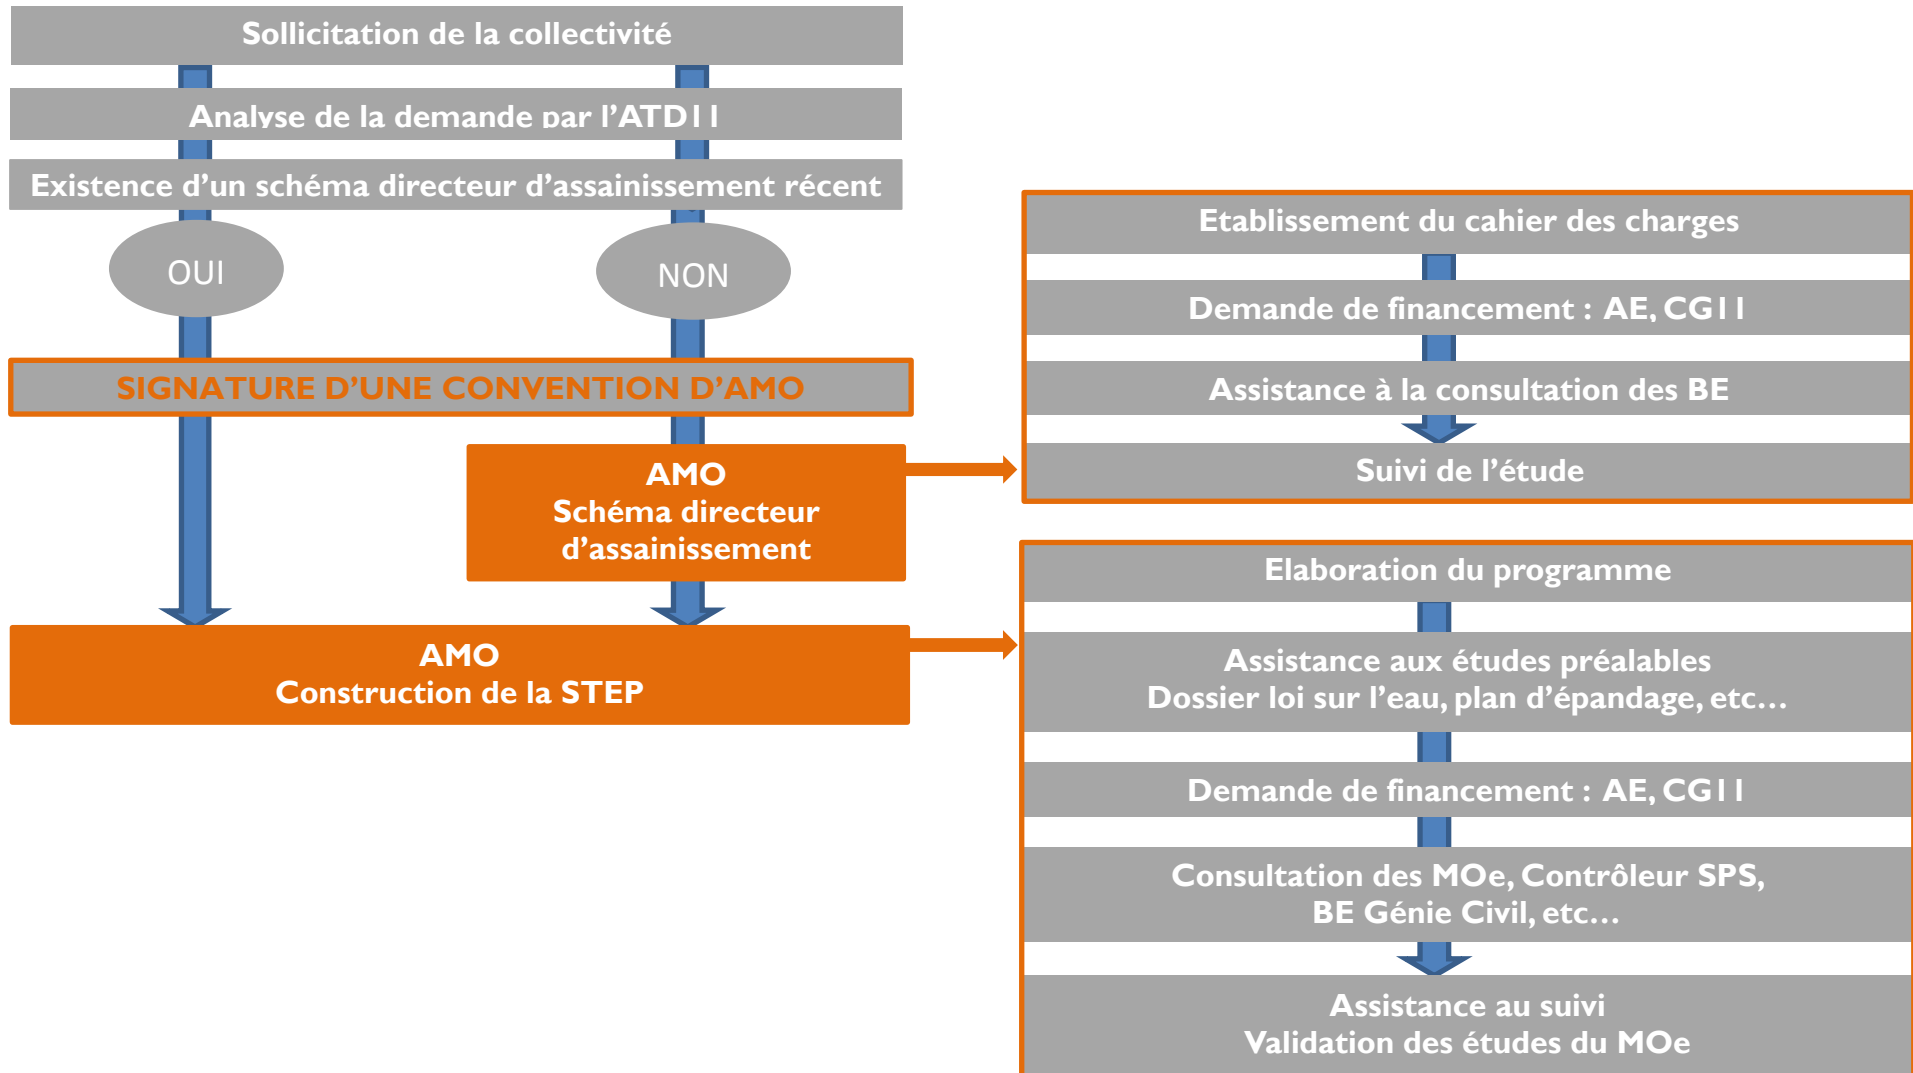 Sollicitation de la collectivité
Analyse de la demande par l’ATD11
Existence d’un schéma directeur d’assainissement récent
OUI
NON
SIGNATURE D’UNE CONVENTION D’AMO
AMO
Schéma directeur
d’assainissement
AMO
Construction de la STEP
Etablissement du cahier des charges
Demande de financement : AE, CG11
Assistance à la consultation des BE
Suivi de l’étude
Elaboration du programme
Assistance aux études préalables
Dossier loi sur l’eau, plan d’épandage, etc…
Demande de financement : AE, CG11
Consultation des MOe, Contrôleur SPS,
BE Génie Civil, etc…
Assistance au suivi
Validation des études du MOe